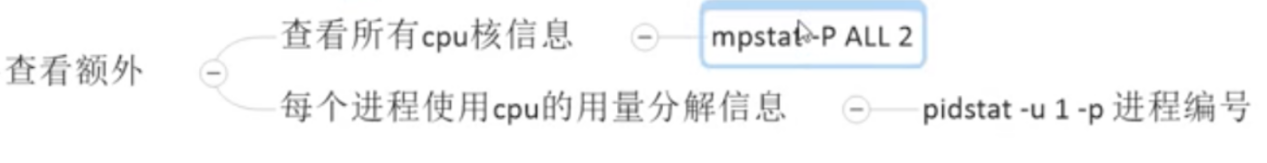 查看所有cpu核信息
mpstat -P ALL 2
查看额外
每个进程使用cpu的用量分解信息
pidstat -u 1 -p 进程编号